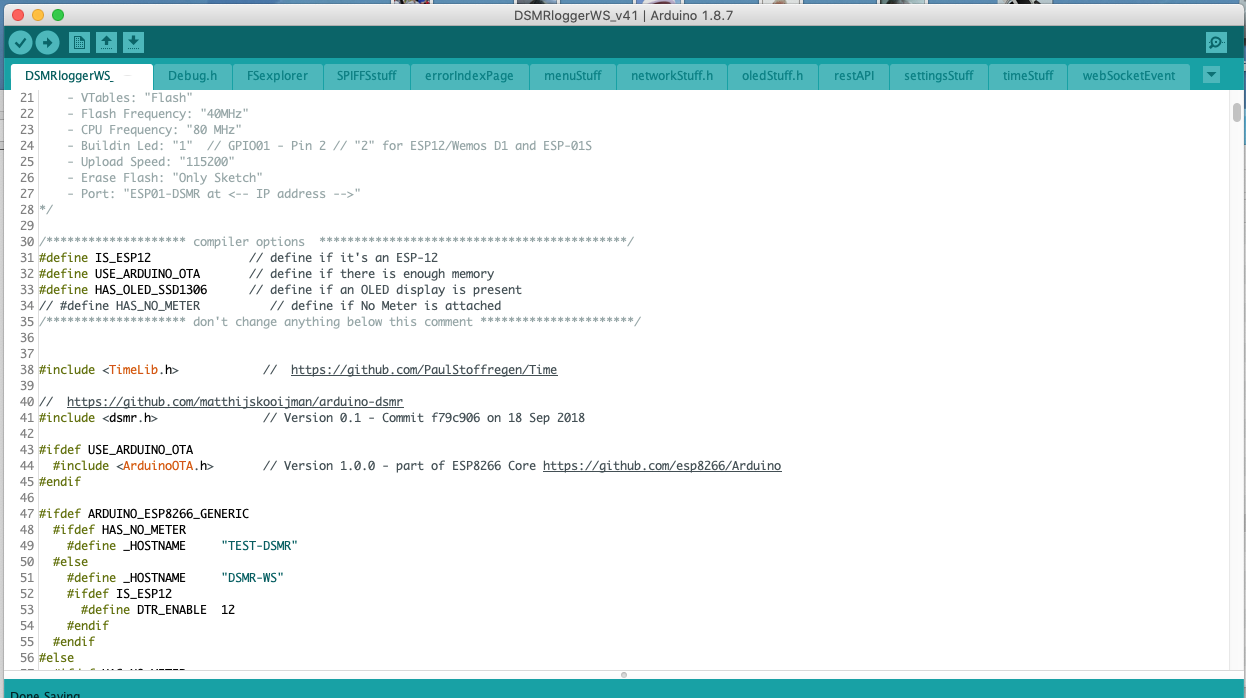 DSMRloggerWS_v41 | Arduino 1.8.7
DSMRloggerWS_ Debug.h FSexplorer SPIFFSstuff errorIndexPage menuStuff networkStuff.h oledStuff.h restAPI settingsStuff timeStuff webSocketEvent
21     - VTables: "Flash"
22     - Flash Frequency: "40MHz"
23     - CPU Frequency: "80 MHz"
24     - Buildin Led: "1"  // GPIO01 - Pin 2 // "2" for ESP12/Wemos D1 and ESP-01S
25     - Upload Speed: "115200"
26     - Erase Flash: "Only Sketch"
27     - Port: "ESP01-DSMR at <-- IP address -->"
28 */
29
30 /******************** compiler options  ********************************************/
31 #define IS_ESP12              // define if it's an ESP-12
32 #define USE_ARDUINO_OTA       // define if there is enough memory
33 #define HAS_OLED_SSD1306      // define if an OLED display is present
34 // #define HAS_NO_METER          // define if No Meter is attached
35 /******************** don't change anything below this comment **********************/
36
37
38 #include <TimeLib.h>            //  https://github.com/PaulStoffregen/Time
39
40 //  https://github.com/matthijskooijman/arduino-dsmr
41 #include <dsmr.h>               // Version 0.1 - Commit f79c906 on 18 Sep 2018
42
43 #ifdef USE_ARDUINO_OTA
44   #include <ArduinoOTA.h>       // Version 1.0.0 - part of ESP8266 Core https://github.com/esp8266/Arduino
45 #endif
46
47 #ifdef ARDUINO_ESP8266_GENERIC
48   #ifdef HAS_NO_METER
49     #define _HOSTNAME     "TEST-DSMR"
50   #else
51     #define _HOSTNAME     "DSMR-WS"
52     #ifdef IS_ESP12
53       #define DTR_ENABLE  12
54     #endif
55   #endif
56 #else
Done Saving.